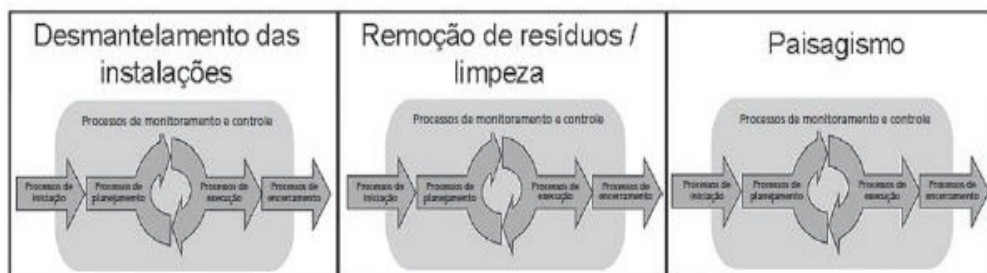 Desmantelamento das
instalações
Processos de monitoramento e controle
Processos de
iniciação
Processos de
planejamento
Processos de
execução
Processos de
encerramento
Remoção de resíduos /
limpeza
Processos de monitoramento e controle
Processos de
iniciação
Processos de
planejamento
Processos de
execução
Processos de
encerramento
Paisagismo
Processos de monitoramento e controle
Processos de
iniciação
Processos de
planejamento
Processos de
execução
Processos de
encerramento